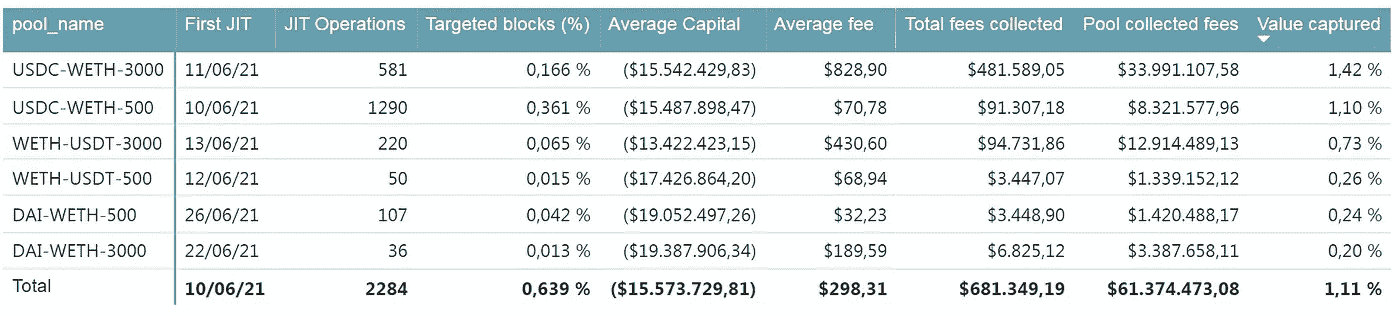 pool_name First JIT JIT Operations Targeted blocks (%) Average Capital Average fee Total fees collected Pool collected fees Value captured
USDC-WETH-3000 11/06/21 581 0,166 % ($15.542.429,83) $828,90 $481.589,05 $33.991.107,58 1,42 %
USDC-WETH-500 10/06/21 1290 0,361 % ($15.487.898,47) $70,78 $91.307,18 $8.321.577,96 1,10 %
WETH-USDT-3000 13/06/21 220 0,065 % ($13.422.423,15) $430,60 $94.731,86 $12.914.489,13 0,73 %
WETH-USDT-500 12/06/21 50 0,015 % ($17.426.864,20) $68,94 $3.447,07 $1.339.152,12 0,26 %
DAI-WETH-500 26/06/21 107 0,042 % ($19.052.497,26) $32,23 $3.448,90 $1.420.488,17 0,24 %
DAI-WETH-3000 22/06/21 36 0,013 % ($19.387.906,34) $189,59 $6.825,12 $3.387.658,11 0,20 %
Total 10/06/21 2284 0,639 % ($15.573.729,81) $298,31 $681.349,19 $61.374.473,08 1,11 %